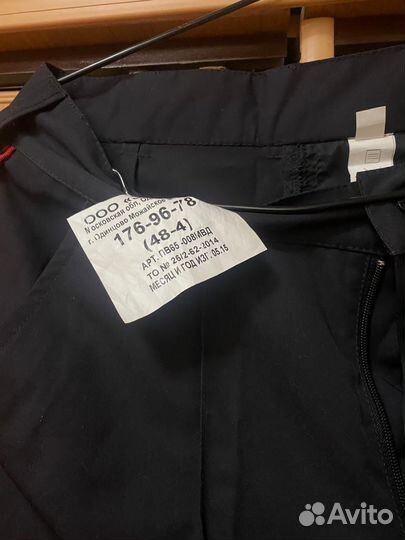 ООО «
Московская обл, О
г. Одинцово Можайское
176-96-78
(48-4)
АРТ. ПВ65 -008МВД
ТО № 26/2-62-2014
МЕСЯЦ И ГОД ИЗГ. 05.15
Avito